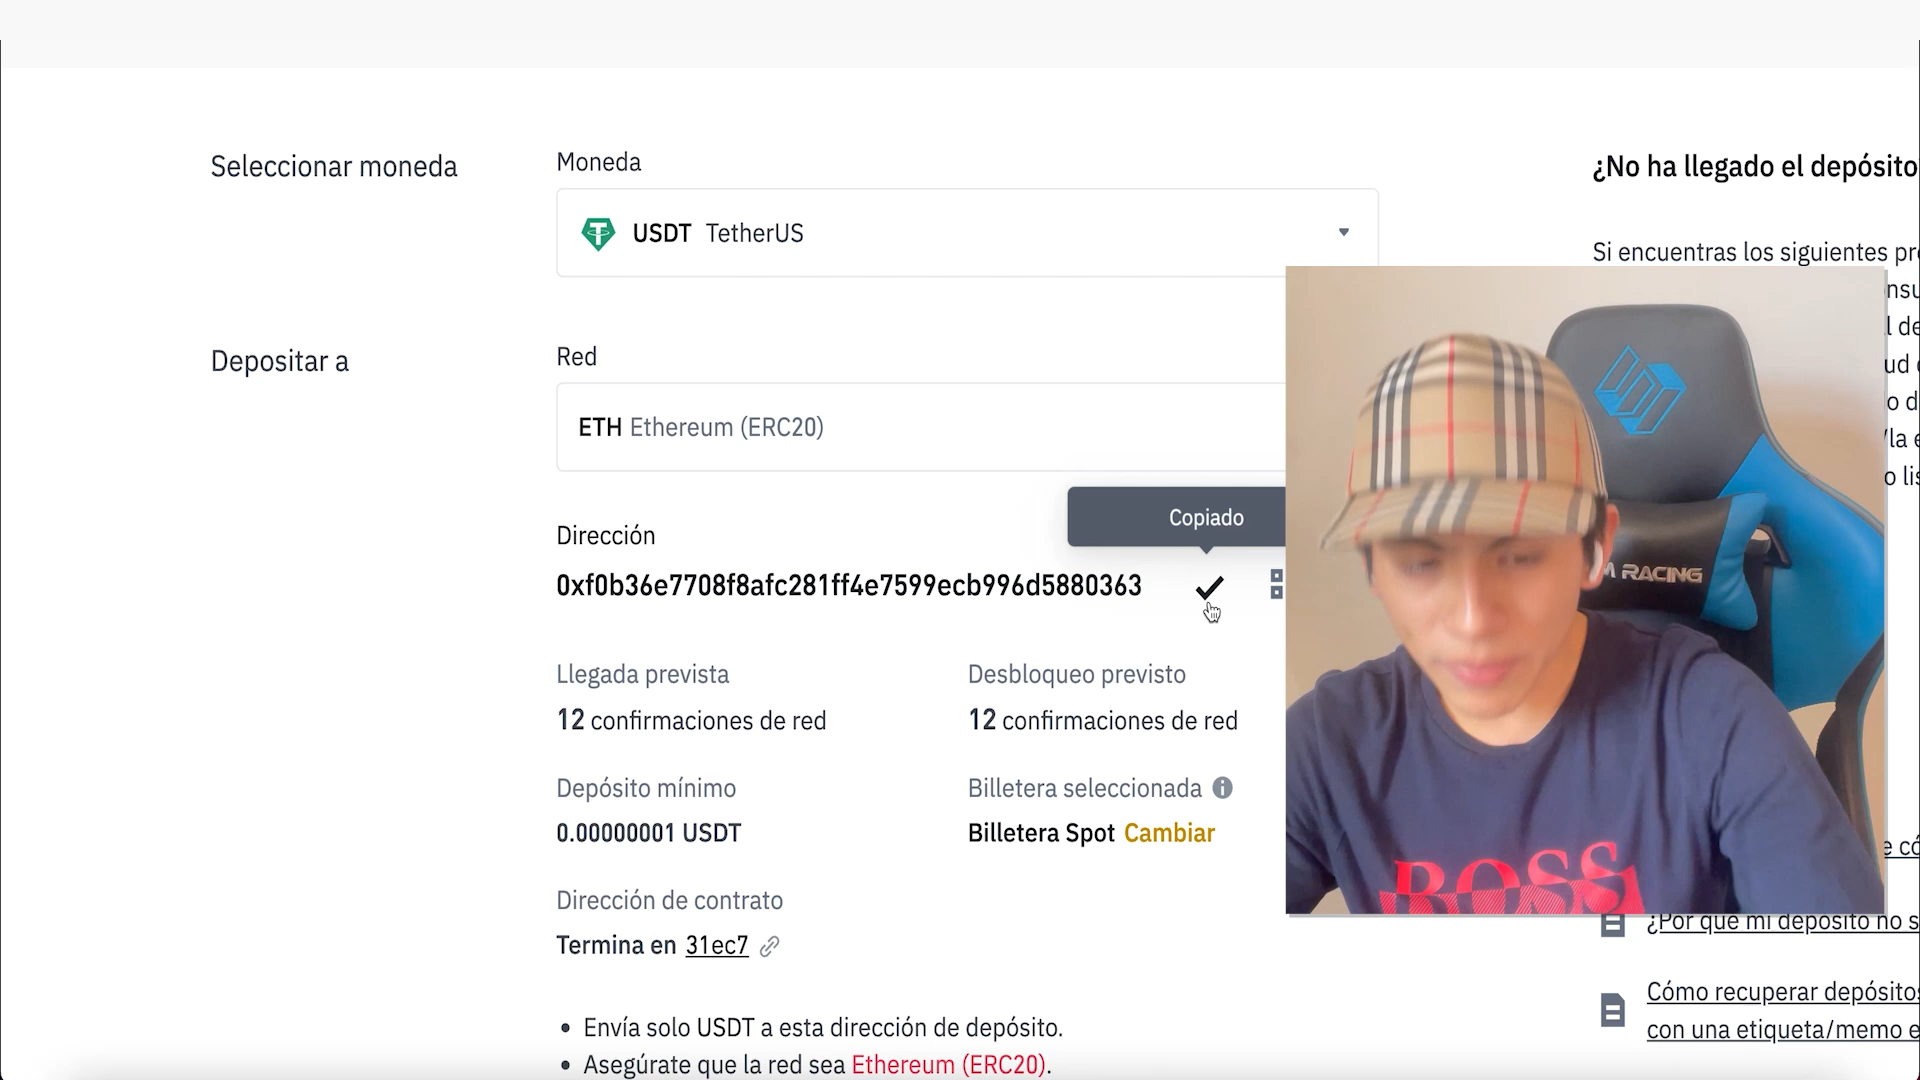 Seleccionar moneda
Moneda
USDT TetherUS
Depositar a
Red
ETH Ethereum (ERC20)
Copiado
Dirección
0xf0b36e7708f8afc281ff4e7599ecb996d5880363
Llegada prevista
12 confirmaciones de red
Desbloqueo previsto
12 confirmaciones de red
Depósito mínimo
0.00000001 USDT
Billetera seleccionada
Billetera Spot Cambiar
Dirección de contrato
Termina en 31ec7
• Envía solo USDT a esta dirección de depósito.
• Asegúrate que la red sea Ethereum (ERC20).
¿No ha llegado el depósito
Si encuentras los siguientes
RACING
BOSS
¿Por qué mi depósito no
Cómo recuperar depósitos
con una etiqueta/memo